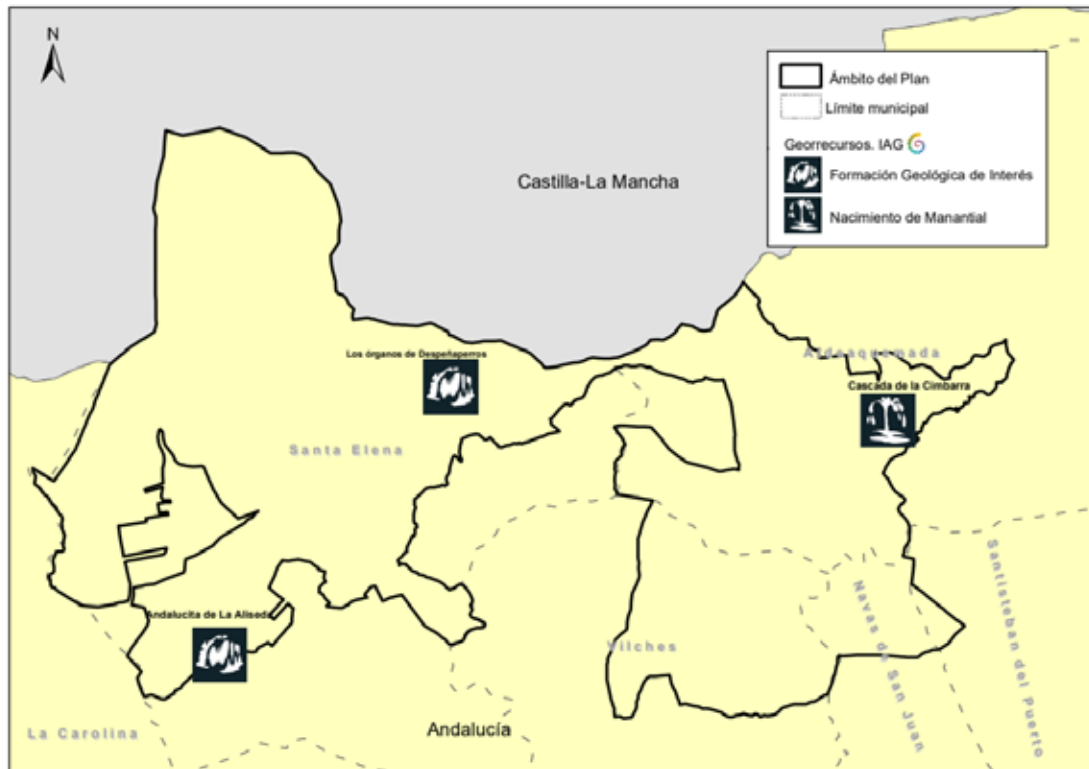 N
Ámbito del Plan
Límite municipal
Georrecursos. IAG
Formación Geológica de Interés
Nacimiento de Manantial
Castilla-La Mancha
Los órganos de Despeñaperros
Aldeaquemada
Cascada de la Cimbarra
Santa Elena
Andalucita de La Aliseda
Vilches
Navas de San Juan
Santisteban del Puerto
La Carolina
Andalucía